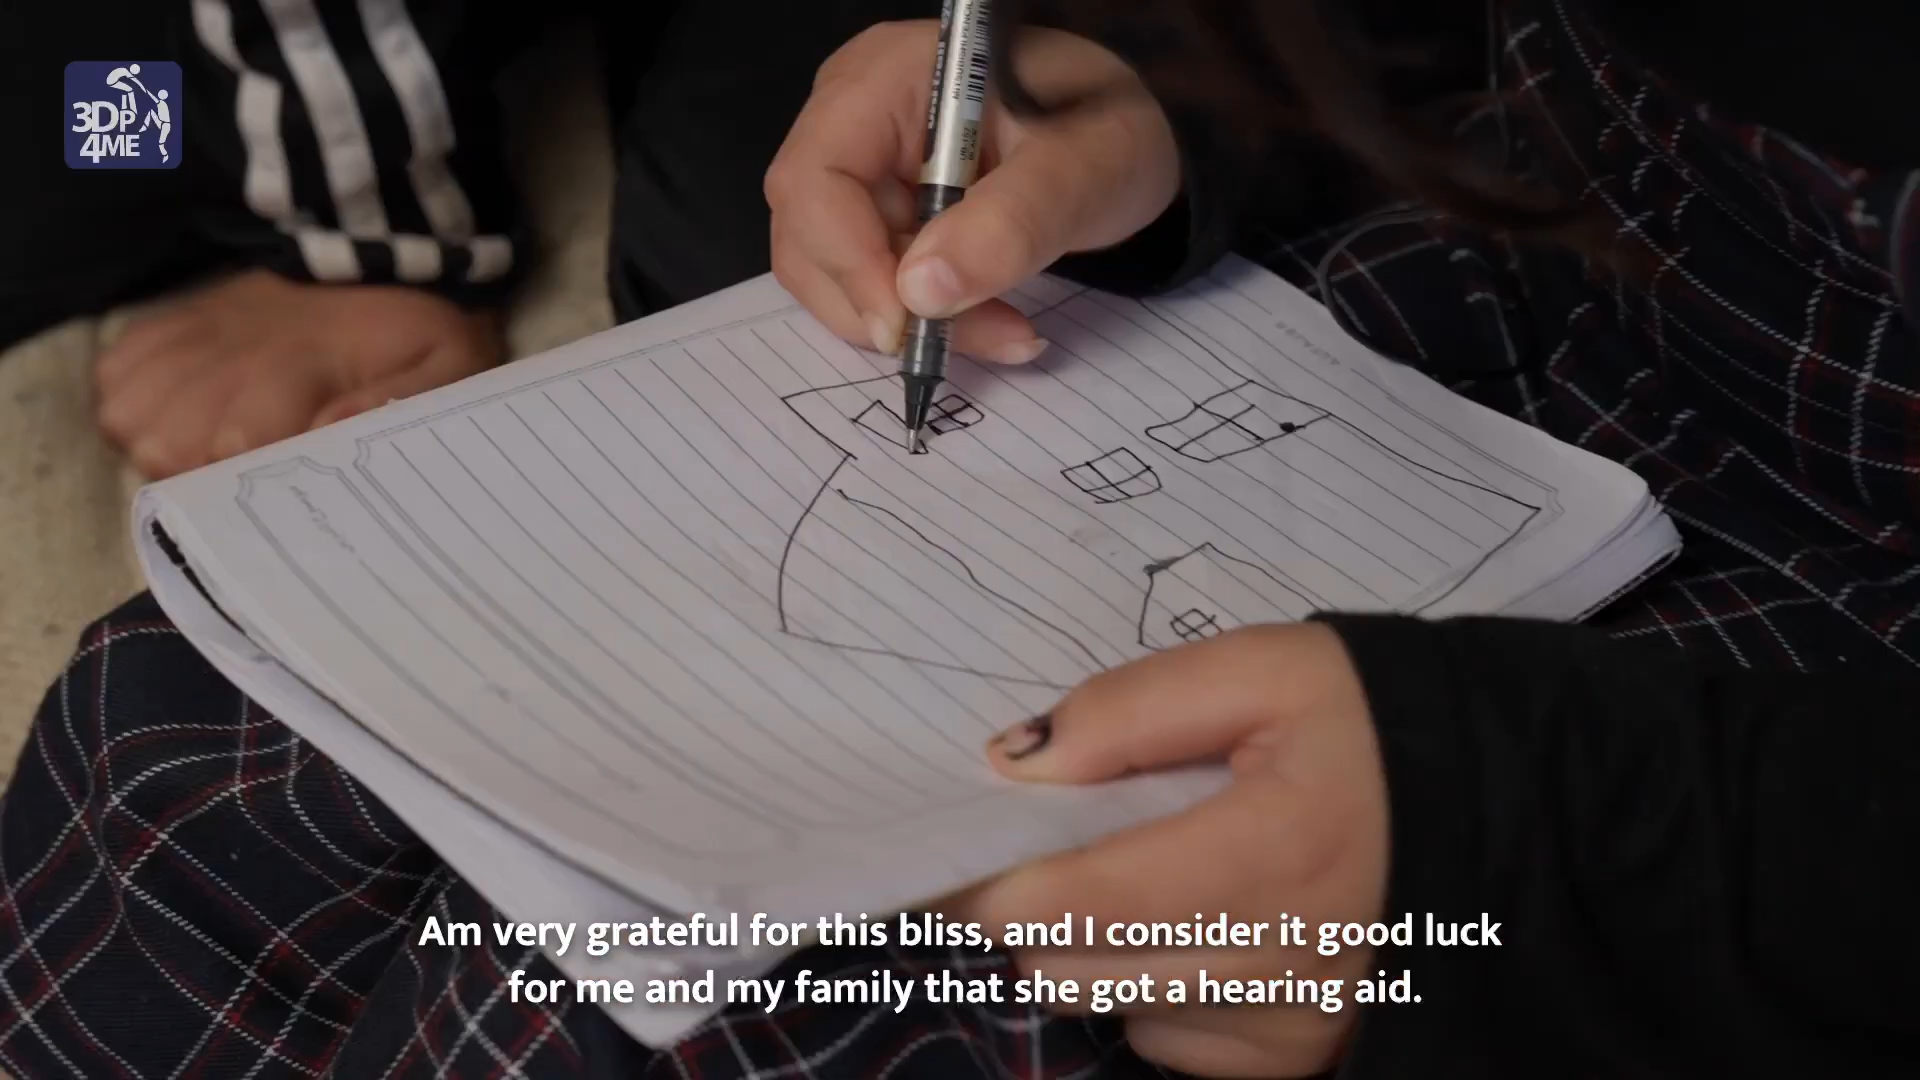 3DP
4ME
Am very grateful for this bliss, and I consider it good luck
for me and my family that she got a hearing aid.